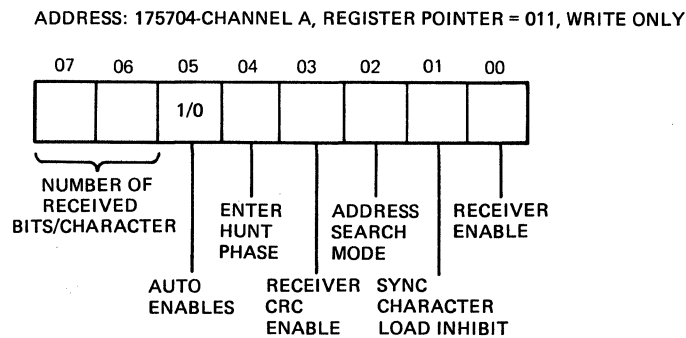 ADDRESS: 175704-CHANNEL A, REGISTER POINTER = 011, WRITE ONLY
07 06 05 04 03 02 01 00
1/0
NUMBER OF
RECEIVED
BITS/CHARACTER
ENTER
HUNT
PHASE
ADDRESS
SEARCH
MODE
RECEIVER
ENABLE
AUTO
ENABLES
RECEIVER
CRC
ENABLE
SYNC
CHARACTER
LOAD INHIBIT